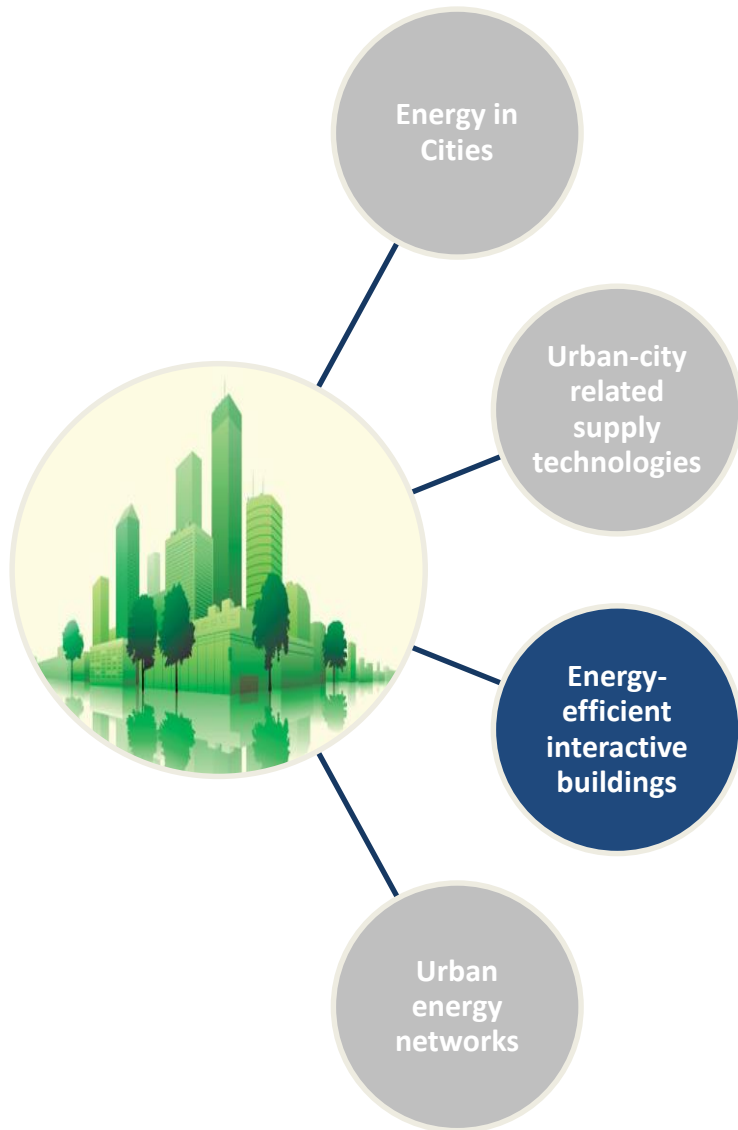 Energy in
Cities
Urban-city
related
supply
technologies
Energy-
efficient
interactive
buildings
Urban
energy
networks